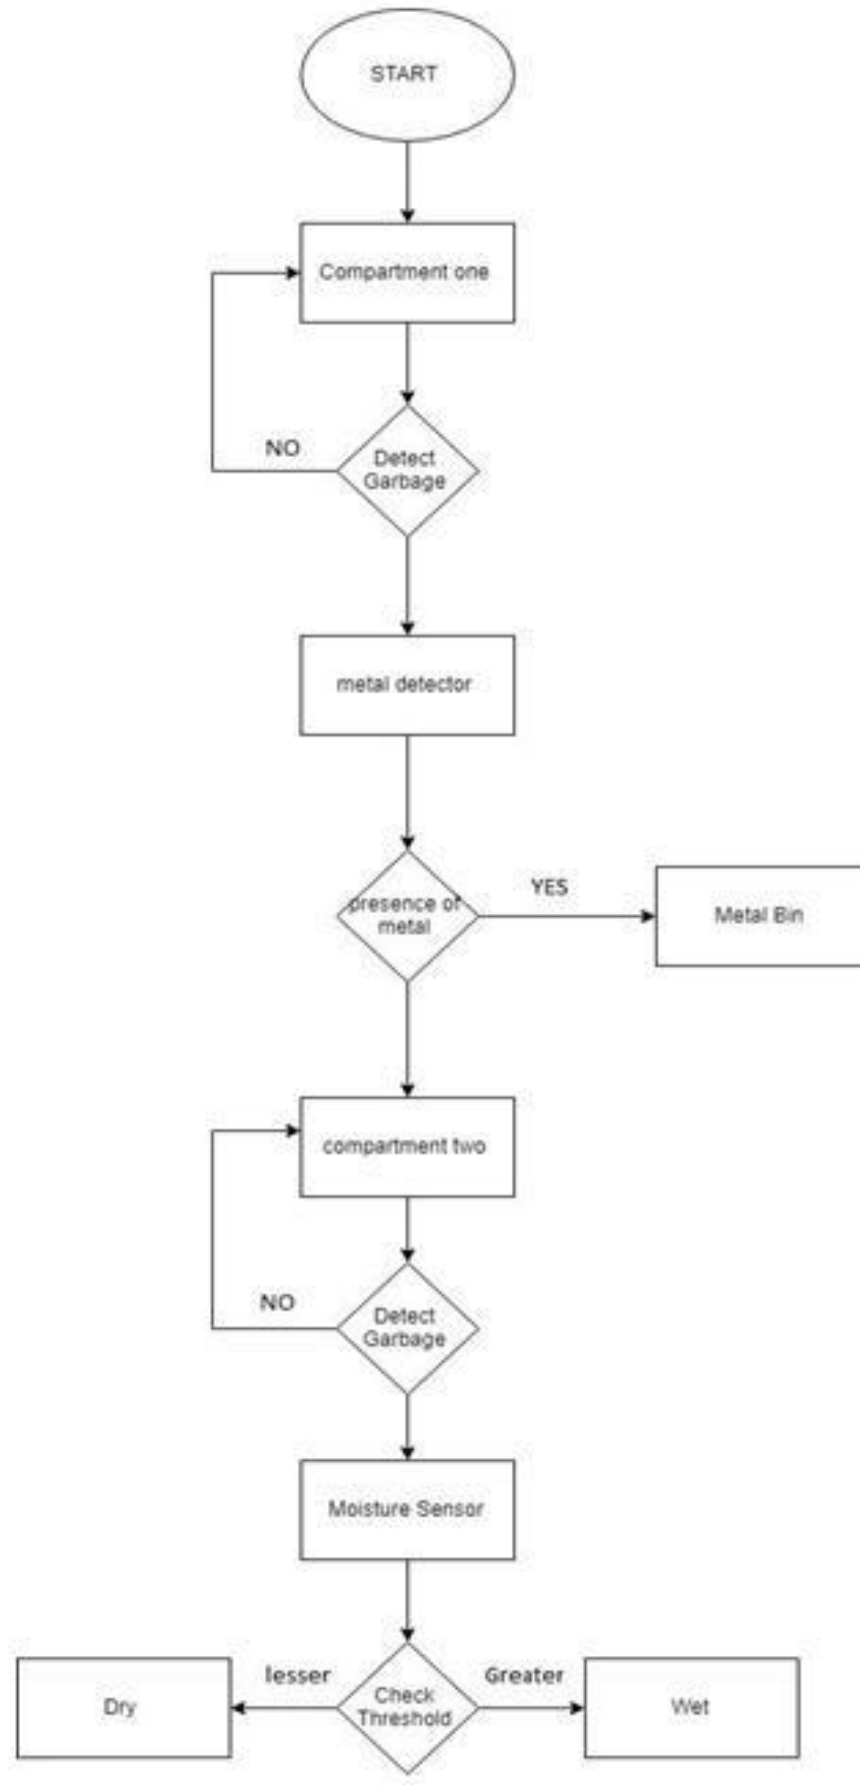 START
Compartment one
NO
Detect
Garbage
metal detector
presence of
metal
YES
Metal Bin
compartment two
NO
Detect
Garbage
Moisture Sensor
Dry
lesser
Check
Threshold
Greater
Wet